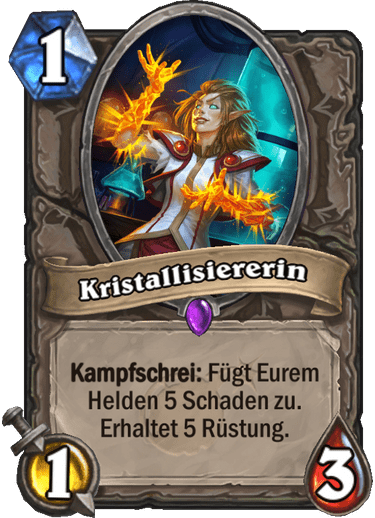 1
Kristallisiererin
Kampfschrei: Fügt Eurem
Helden 5 Schaden zu.
Erhaltet 5 Rüstung.
1
3